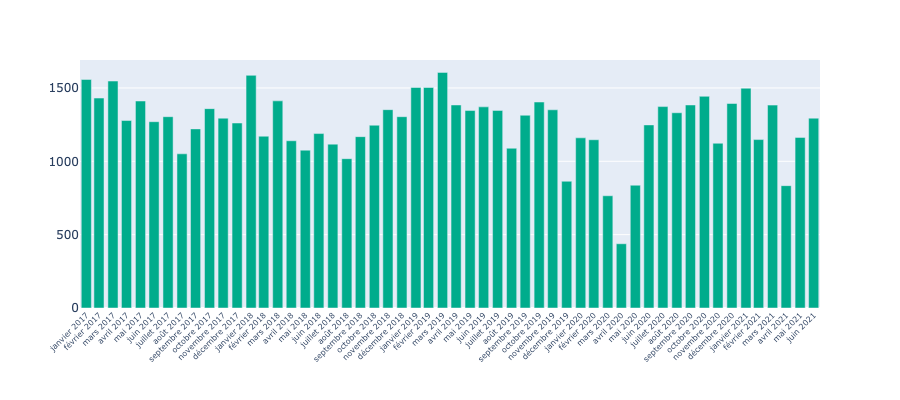 1500
1000
500
0
janvier 2017
février 2017
mars 2017
avril 2017
mai 2017
juin 2017
juillet 2017
août 2017
septembre 2017
octobre 2017
novembre 2017
décembre 2017
janvier 2018
février 2018
mars 2018
avril 2018
mai 2018
juin 2018
juillet 2018
août 2018
septembre 2018
octobre 2018
novembre 2018
décembre 2018
janvier 2019
février 2019
mars 2019
avril 2019
mai 2019
juin 2019
juillet 2019
août 2019
septembre 2019
octobre 2019
novembre 2019
décembre 2019
janvier 2020
février 2020
mars 2020
avril 2020
mai 2020
juin 2020
juillet 2020
août 2020
septembre 2020
octobre 2020
novembre 2020
décembre 2020
janvier 2021
février 2021
mars 2021
avril 2021
mai 2021
juin 2021